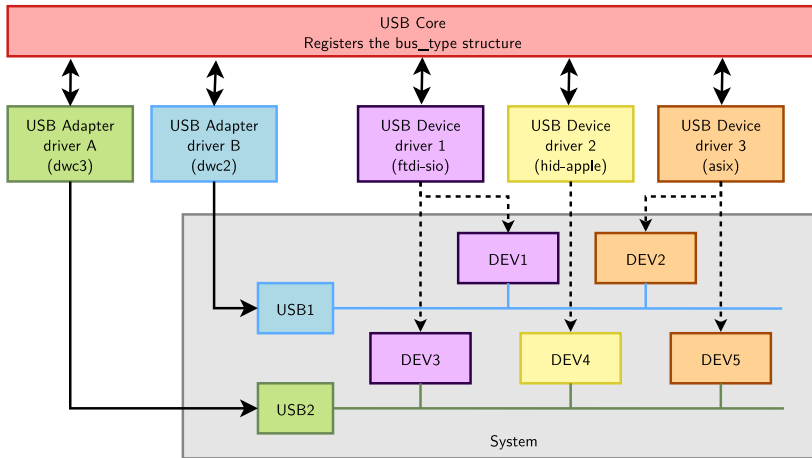 USB Core
Registers the bus_type structure
USB Adapter
driver A
(dwc3)
USB Adapter
driver B
(dwc2)
USB Device
driver 1
(ftdi-sio)
USB Device
driver 2
(hid-apple)
USB Device
driver 3
(asix)
DEV1
DEV2
USB1
DEV3
DEV4
DEV5
USB2
System